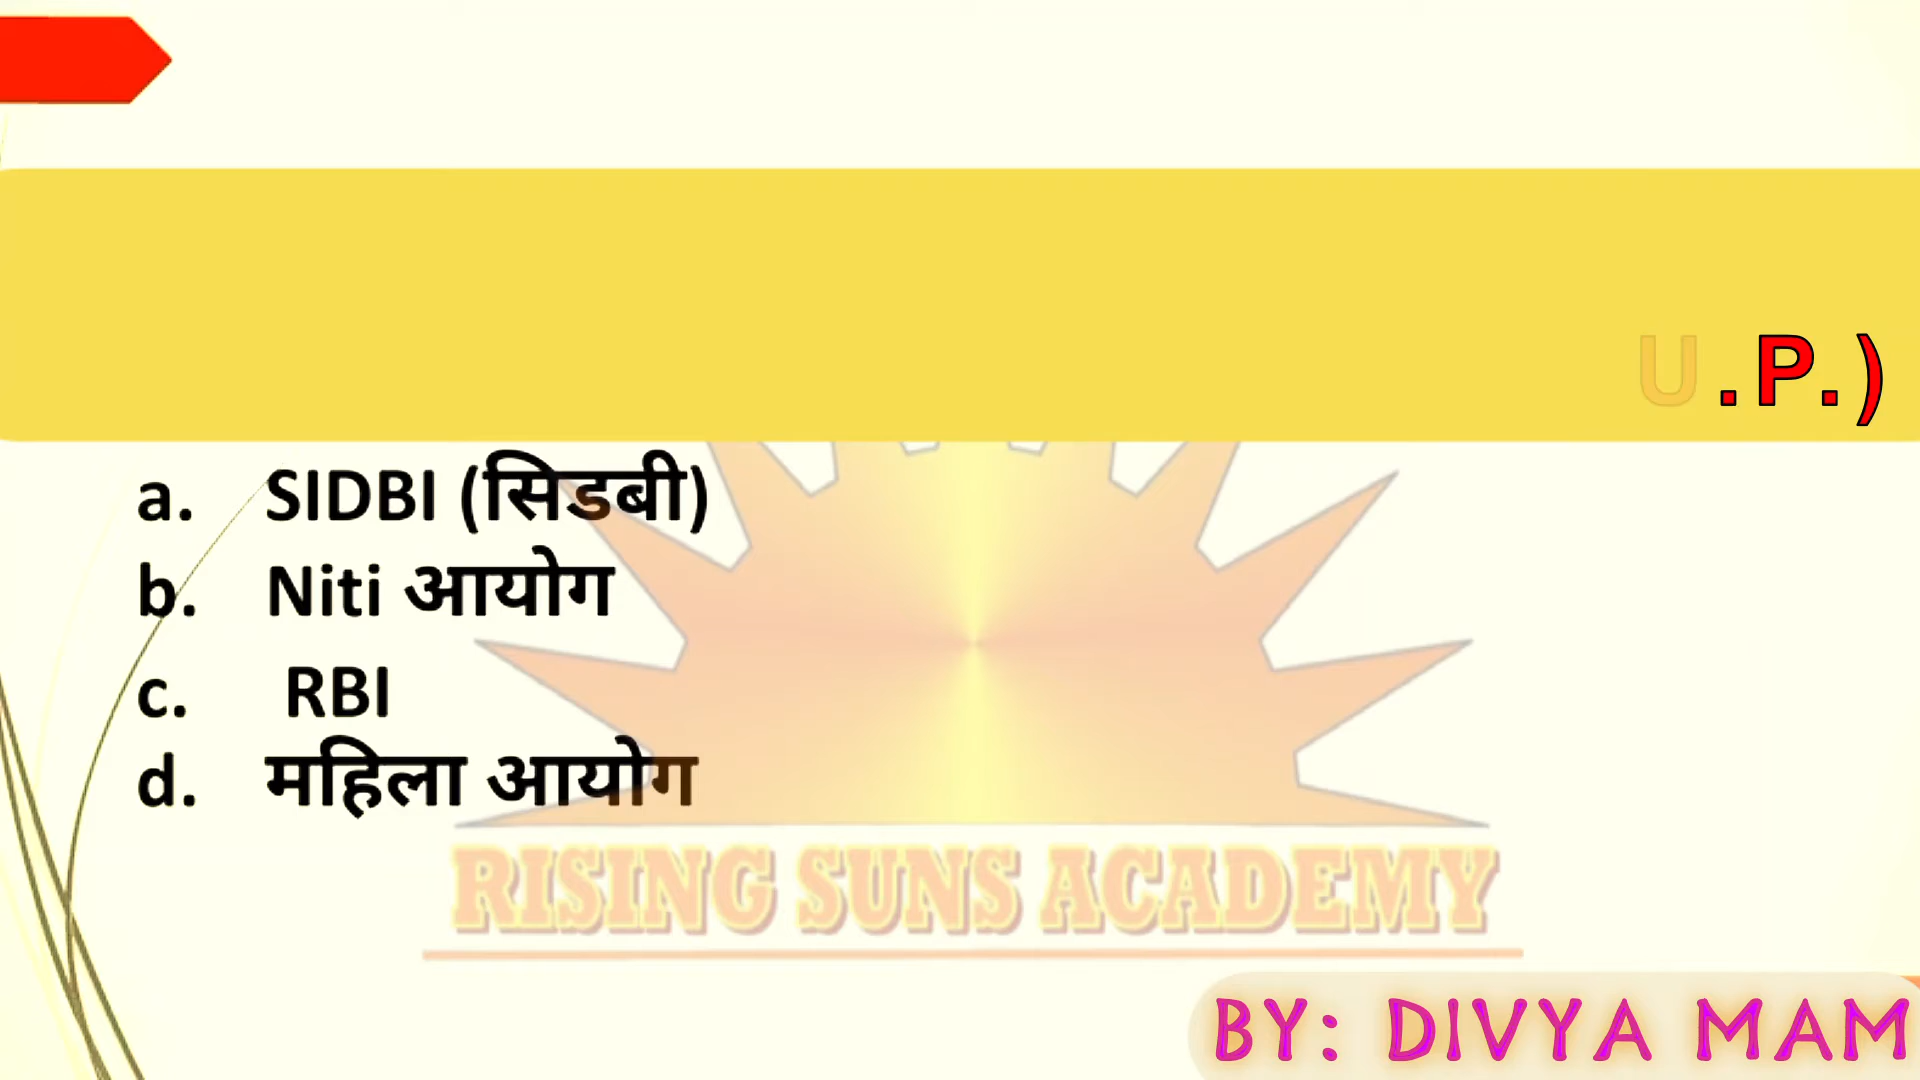 U.P.)
a. SIDBI (सिडबी)
b. Niti आयोग
c. RBI
d. महिला आयोग
RISING SUNS ACADEMY
BY: DIVYA MAM